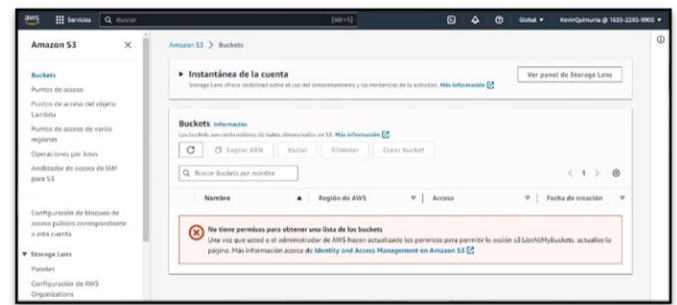 aws Servicios Buscar [Alt+S] Global KevinQuimuria @ 1635-2285-9905
Amazon S3
Buckets
Puntos de acceso
Puntos de acceso del objeto
Lambda
Puntos de acceso de varios
regiones
Operaciones por lotes
Analizador de acceso de IAM
para S3
Configuración de bloqueo de
acceso público correspondiente
a esta cuenta
Storage Lens
Paneles
Configuración de AWS
Organizations
Amazon S3 > Buckets
Instantánea de la cuenta
Storage Lens ofrece visibilidad sobre el uso del almacenamiento y las tendencias de la actividad. Más información
Ver panel de Storage Lens
Buckets Información
Los buckets son contenedores de datos almacenados en S3. Más información
Copiar ARN Vaciar Eliminar Crear bucket
Buscar buckets por nombre
1
Nombre Región de AWS Acceso Fecha de creación
No tiene permisos para obtener una lista de los buckets
Una vez que usted o el administrador de AWS hayan actualizado los permisos para permitir la acción s3:ListAllMyBuckets, actualice la
página. Más información acerca de Identity and Access Management en Amazon S3